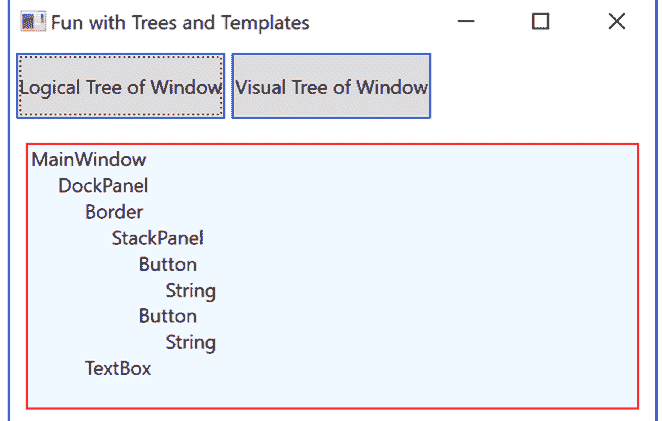 Fun with Trees and Templates
Logical Tree of Window Visual Tree of Window
MainWindow
DockPanel
Border
StackPanel
Button
String
Button
String
TextBox